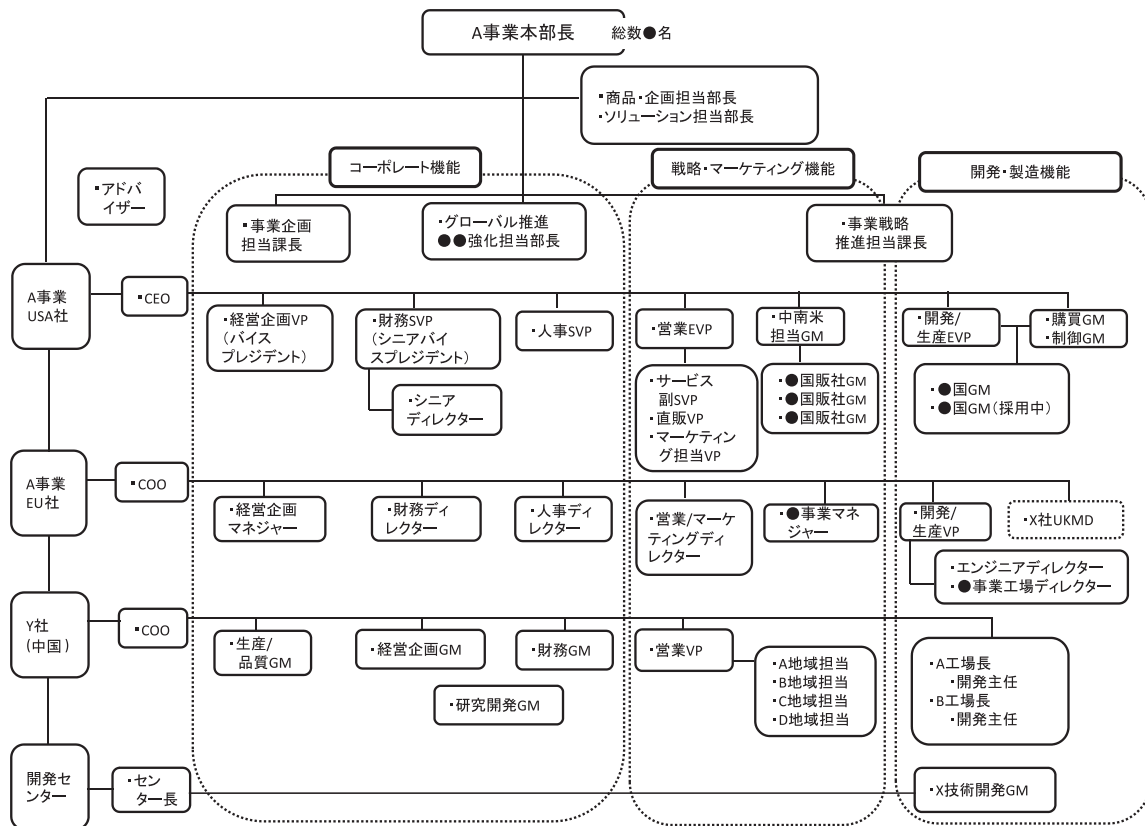 A事業本部長
総数●名
・商品・企画担当部長
・ソリューション担当部長
コーポレート機能
戦略・マーケティング機能
開発・製造機能
・アドバ
イザー
・事業企画
担当課長
・グローバル推進
●●強化担当部長
・事業戦略
推進担当課長
A事業
USA社
・CEO
・経営企画VP
(バイス
プレジデント)
・財務SVP
(シニアバイ
スプレジデント)
・人事SVP
・営業EVP
・中南米
担当GM
・開発/
生産EVP
・購買GM
・制御GM
・シニア
ディレクター
・サービス
副SVP
・直販VP
・マーケティン
グ担当VP
・●国販社GM
・●国販社GM
・●国販社GM
・●国GM
・●国GM(採用中)
A事業
EU社
・COO
・経営企画
マネジャー
・財務ディ
レクター
・人事ディ
レクター
・営業/マーケ
ティングディ
レクター
・●事業マネ
ジャー
・開発/
生産VP
・X社UKMD
・エンジニアディレクター
・●事業工場ディレクター
Y社
(中国)
・COO
・生産/
品質GM
・経営企画GM
・財務GM
・営業VP
・A地域担当
・B地域担当
・C地域担当
・D地域担当
・A工場長
・開発主任
・B工場長
・開発主任
・研究開発GM
開発セ
ンター
・セン
ター長
・X技術開発GM